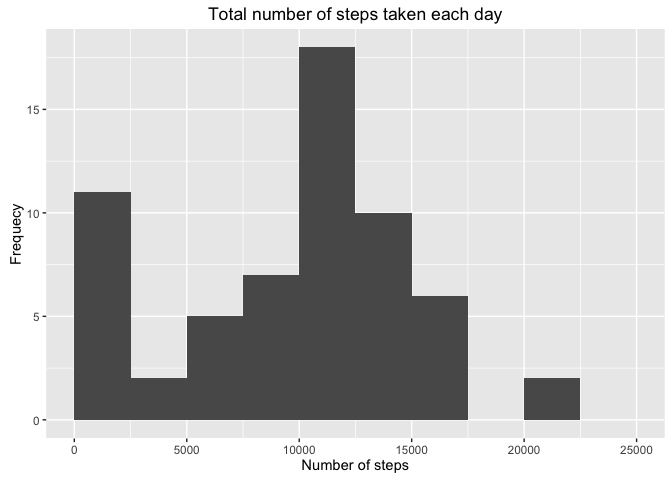 Total number of steps taken each day
15
10
5
0
Frequecy
0 5000 10000 15000 20000 25000
Number of steps